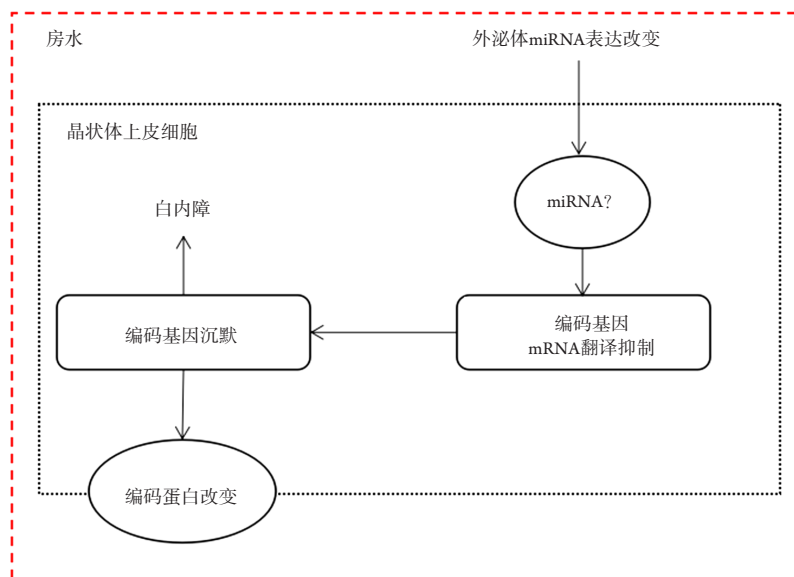 房水
外泌体miRNA表达改变
晶状体上皮细胞
miRNA?
白内障
编码基因沉默
编码基因
mRNA翻译抑制
编码蛋白改变